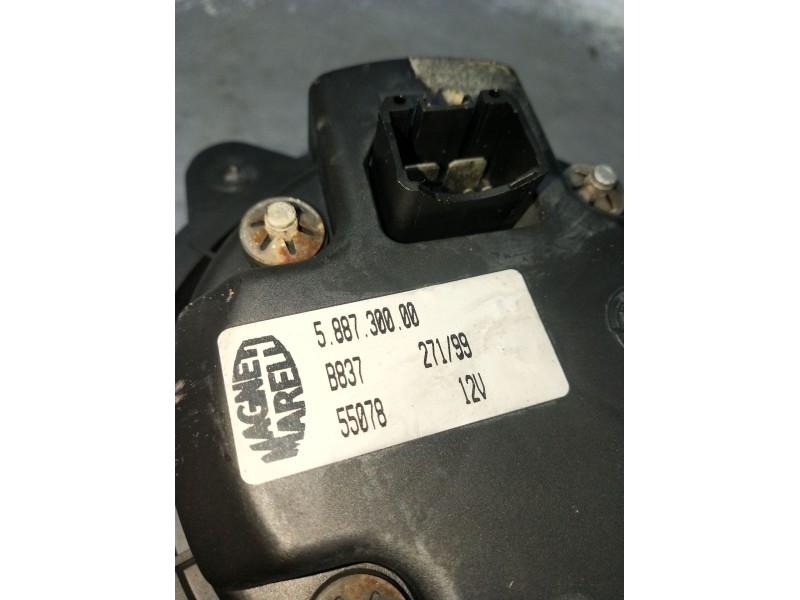 MAGNETI
MARELLI
5.887.300.00
B837 271/99
55078 12V